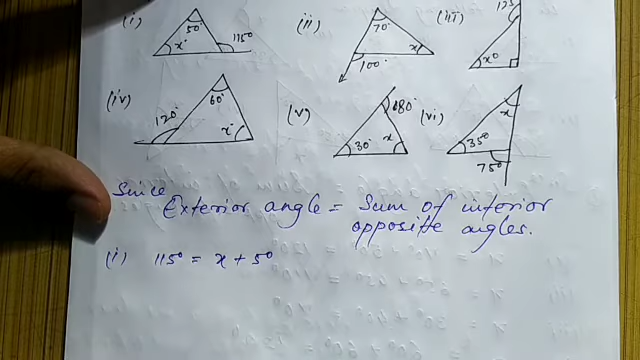 (i) 50° x° 115° (ii) 70° x 100° (iii) 125 x°
(iv) 120° 60° x° (v) 30° x 80° (vi) 35° x 75°
Since
Exterior angle = Sum of interior
opposite angles.
(i) 115° = x + 50